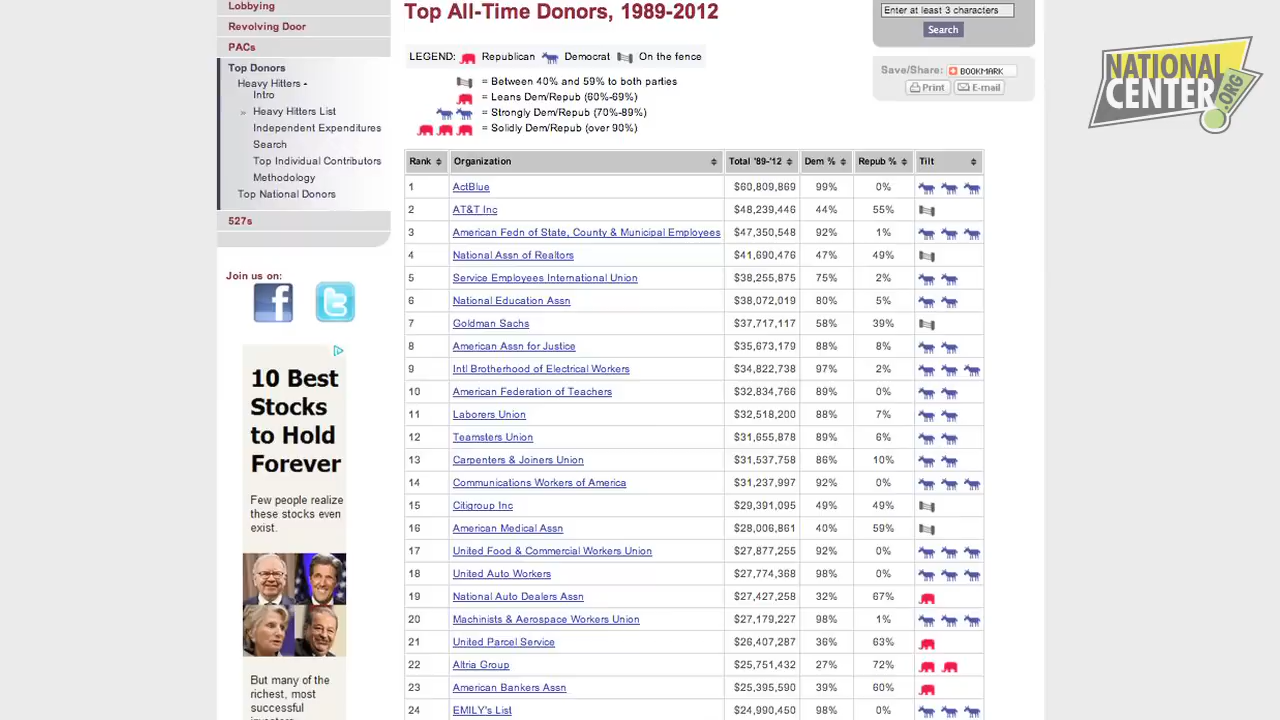 Lobbying
Revolving Door
PACs
Top Donors
Heavy Hitters -
Intro
» Heavy Hitters List
Independent Expenditures
Search
Top Individual Contributors
Methodology
Top National Donors
527s
Join us on:
10 Best
Stocks
to Hold
Forever
Few people realize
these stocks even
exist.
But many of the
richest, most
successful
Top All-Time Donors, 1989-2012
LEGEND: Republican Democrat On the fence
= Between 40% and 59% to both parties
= Leans Dem/Repub (60%-69%)
= Strongly Dem/Repub (70%-89%)
= Solidly Dem/Repub (over 90%)
Rank Organization Total '89-'12 Dem % Repub % Tilt
1 ActBlue $60,809,869 99% 0%
2 AT&T Inc $48,239,446 44% 55%
3 American Fedn of State, County & Municipal Employees $47,350,548 92% 1%
4 National Assn of Realtors $41,690,476 47% 49%
5 Service Employees International Union $38,255,875 75% 2%
6 National Education Assn $38,072,019 80% 5%
7 Goldman Sachs $37,717,117 58% 39%
8 American Assn for Justice $35,673,179 88% 8%
9 Intl Brotherhood of Electrical Workers $34,822,738 97% 2%
10 American Federation of Teachers $32,834,766 89% 0%
11 Laborers Union $32,518,200 88% 7%
12 Teamsters Union $31,655,878 89% 6%
13 Carpenters & Joiners Union $31,537,758 86% 10%
14 Communications Workers of America $31,237,997 92% 0%
15 Citigroup Inc $29,391,095 49% 49%
16 American Medical Assn $28,006,861 40% 59%
17 United Food & Commercial Workers Union $27,877,255 92% 0%
18 United Auto Workers $27,774,368 98% 0%
19 National Auto Dealers Assn $27,427,258 32% 67%
20 Machinists & Aerospace Workers Union $27,179,227 98% 1%
21 United Parcel Service $26,407,287 36% 63%
22 Altria Group $25,751,432 27% 72%
23 American Bankers Assn $25,395,590 39% 60%
24 EMILY's List $24,990,450 98% 0%
Enter at least 3 characters
Search
Save/Share: BOOKMARK
Print E-mail
NATIONAL
CENTER.ORG